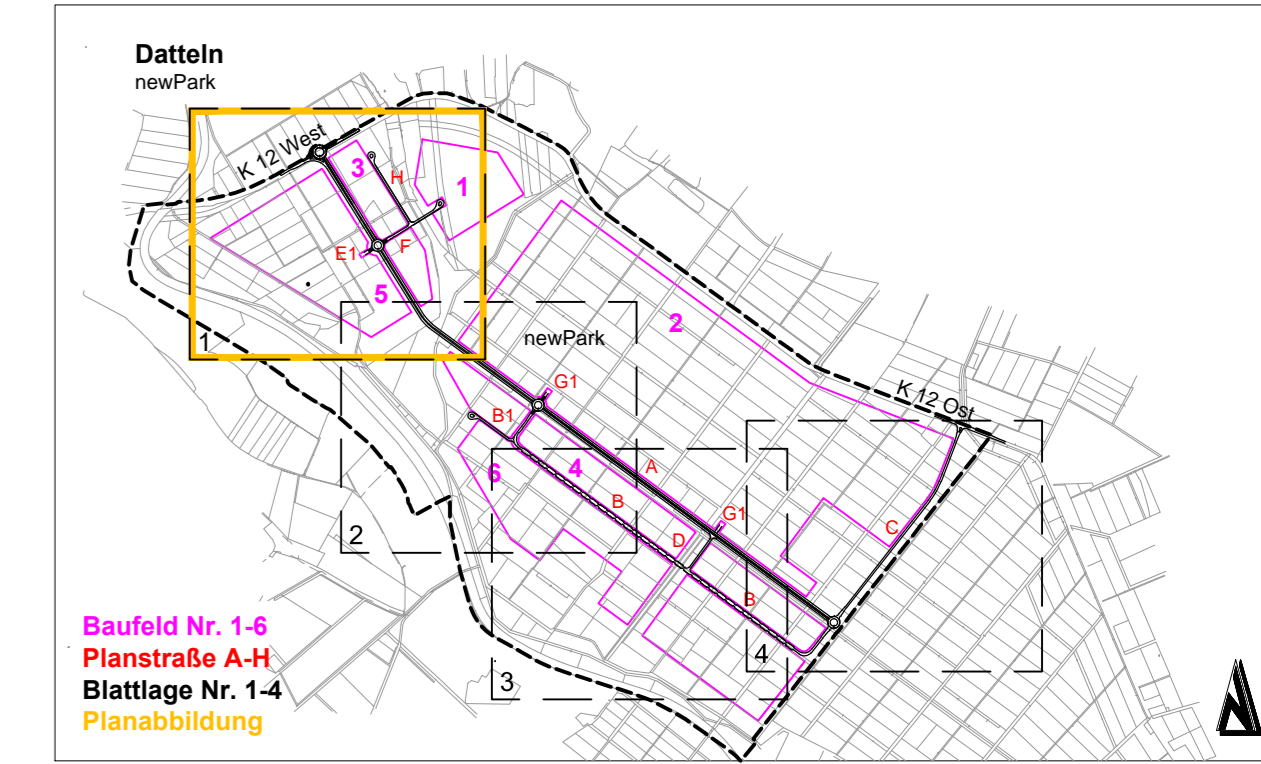 Datteln
newPark
K 12 West
3
H
1
F
E1
5
1
2
newPark
G1
K 12 Ost
B1
4
A
6
B
G1
C
D
2
B
4
3
Baufeld Nr. 1-6
Planstraße A-H
Blattlage Nr. 1-4
Planabbildung
N